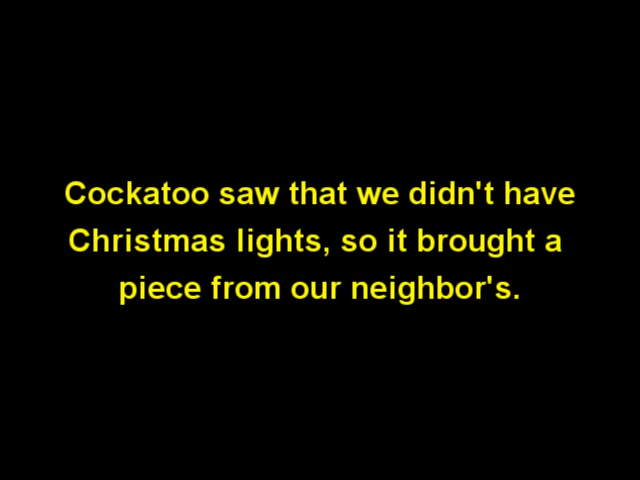 Cockatoo saw that we didn't have
Christmas lights, so it brought a
piece from our neighbor's.